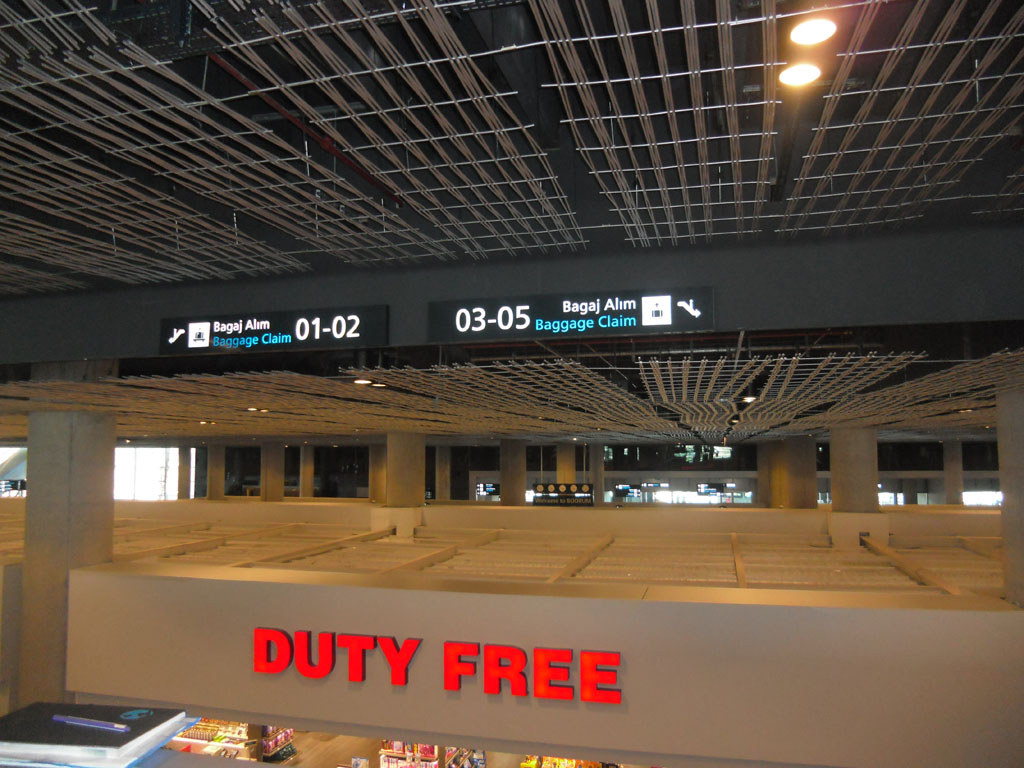 Bagaj Alım
Baggage Claim
01-02
03-05
Bagaj Alım
Baggage Claim
DUTY FREE